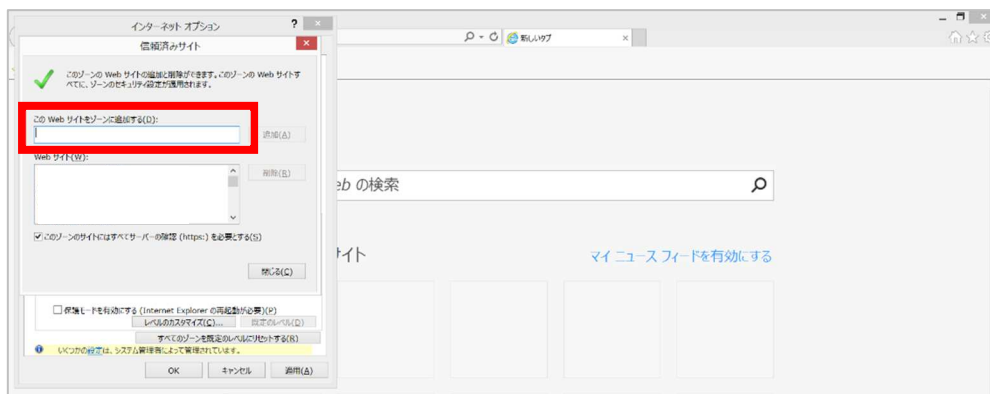 インターネット オプション
?
信頼済みサイト
新しいタブ
このゾーンの Web サイトの追加と削除ができます。このゾーンの Web サイトす
べてに、ゾーンのセキュリティ設定が適用されます。
この Web サイトをゾーンに追加する(D):
追加(A)
Web サイト(W):
削除(R)
eb の検索
このゾーンのサイトにはすべてサーバーの確認 (https:) を必要とする(S)
サイト
マイ ニュース フィードを有効にする
閉じる(C)
保護モードを有効にする (Internet Explorer の再起動が必要)(P)
レベルのカスタマイズ(C)...
既定のレベル(D)
すべてのゾーンを既定のレベルにリセットする(R)
いくつかの設定は、システム管理者によって管理されています。
OK
キャンセル
適用(A)